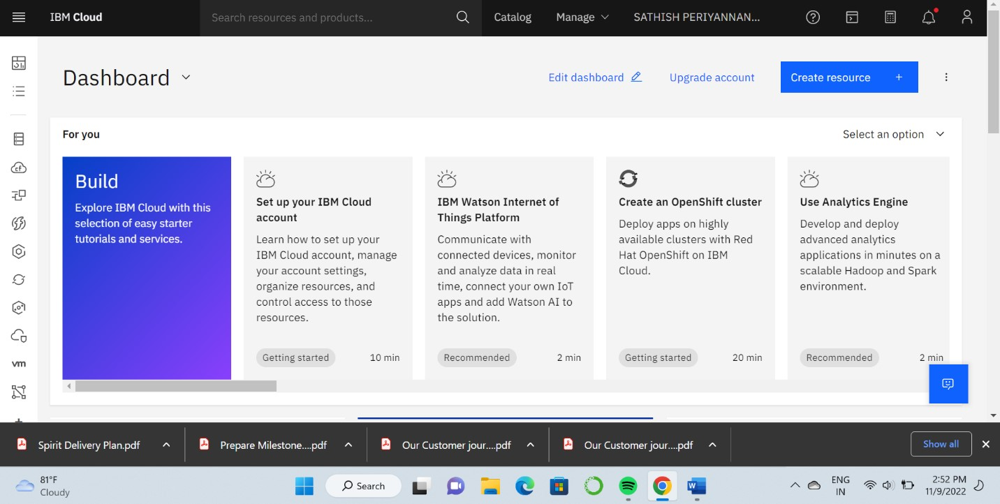 IBM Cloud
Search resources and products...
Catalog
Manage
SATHISH PERIYANNAN...
Dashboard
Edit dashboard
Upgrade account
Create resource +
For you
Select an option
Build
Explore IBM Cloud with this
selection of easy starter
tutorials and services.
Set up your IBM Cloud
account
Learn how to set up your
IBM Cloud account, manage
your account settings,
organize resources, and
control access to those
resources.
Getting started
10 min
IBM Watson Internet of
Things Platform
Communicate with
connected devices, monitor
and analyze data in real
time, connect your own IoT
apps and add Watson AI to
the solution.
Recommended
2 min
Create an OpenShift cluster
Deploy apps on highly
available clusters with Red
Hat OpenShift on IBM
Cloud.
Getting started
20 min
Use Analytics Engine
Develop and deploy
advanced analytics
applications in minutes on a
scalable Hadoop and Spark
environment.
Recommended
2 min
cf
vm
Spirit Delivery Plan.pdf
Prepare Milestone....pdf
Our Customer jour....pdf
Our Customer jour....pdf
Show all
81°F
Cloudy
Search
ENG
IN
2:52 PM
11/9/2022